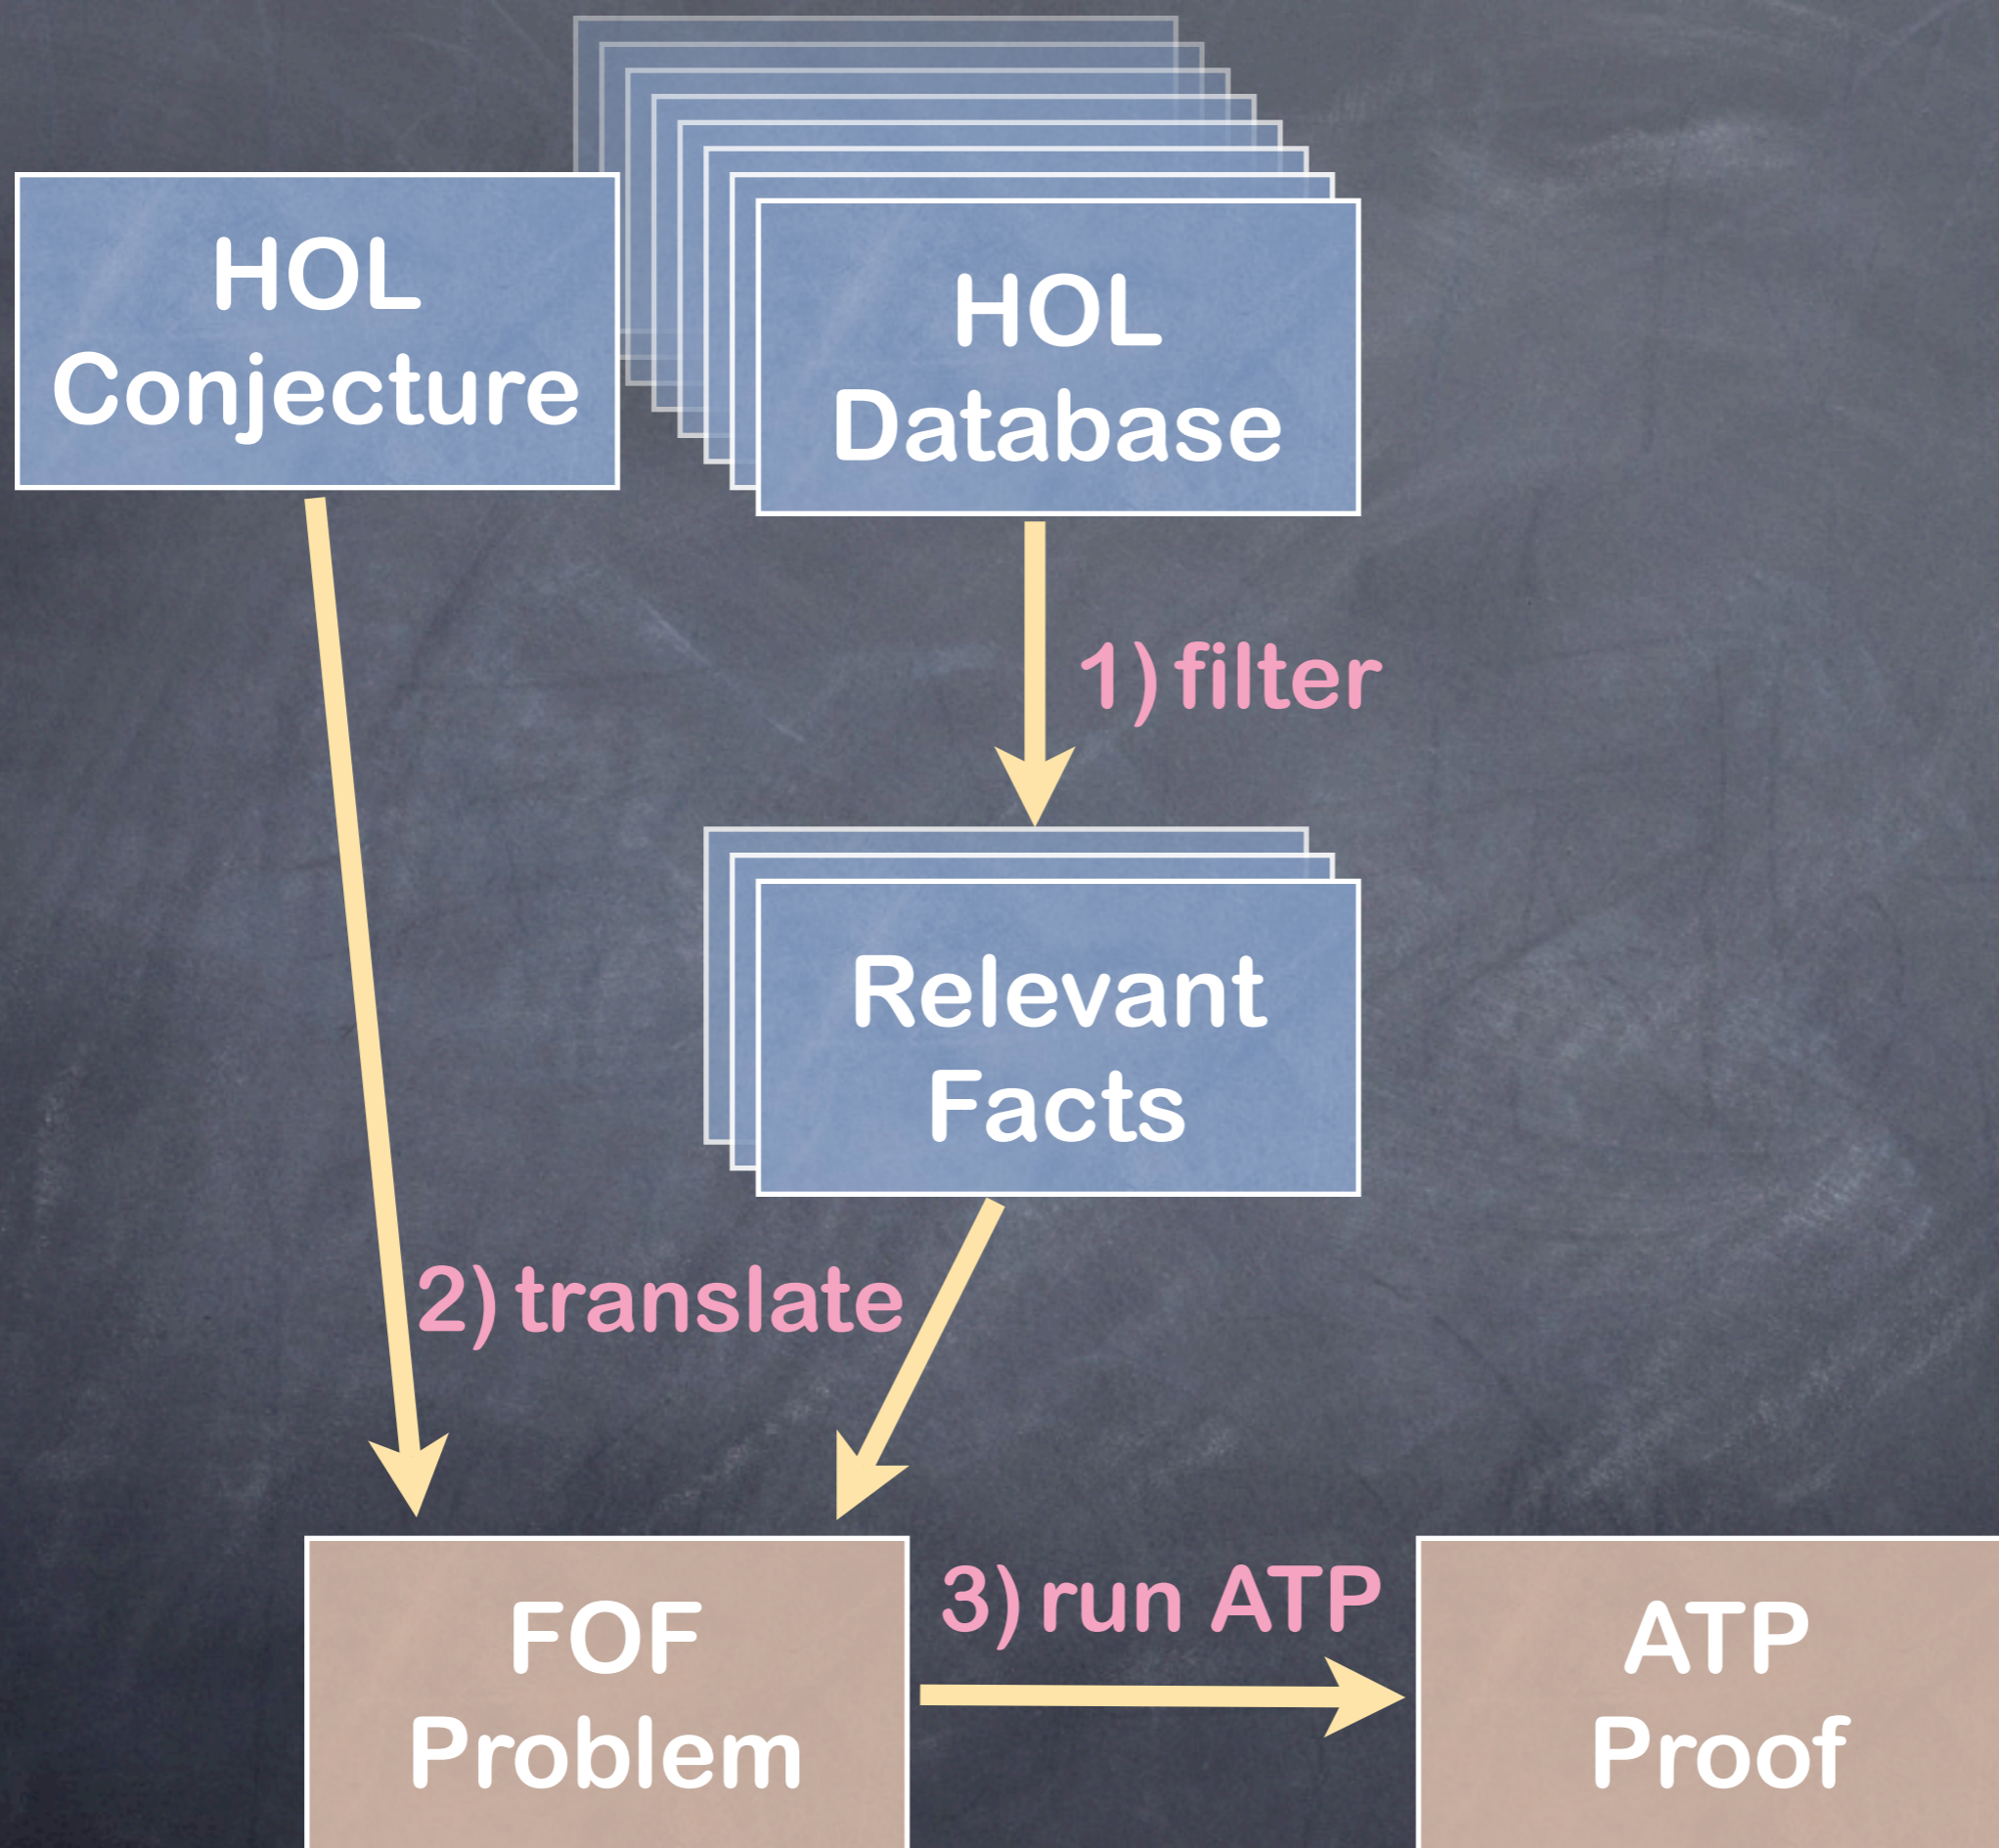 HOL
Conjecture
HOL
Database
1) filter
Relevant
Facts
2) translate
FOF
Problem
3) run ATP
ATP
Proof